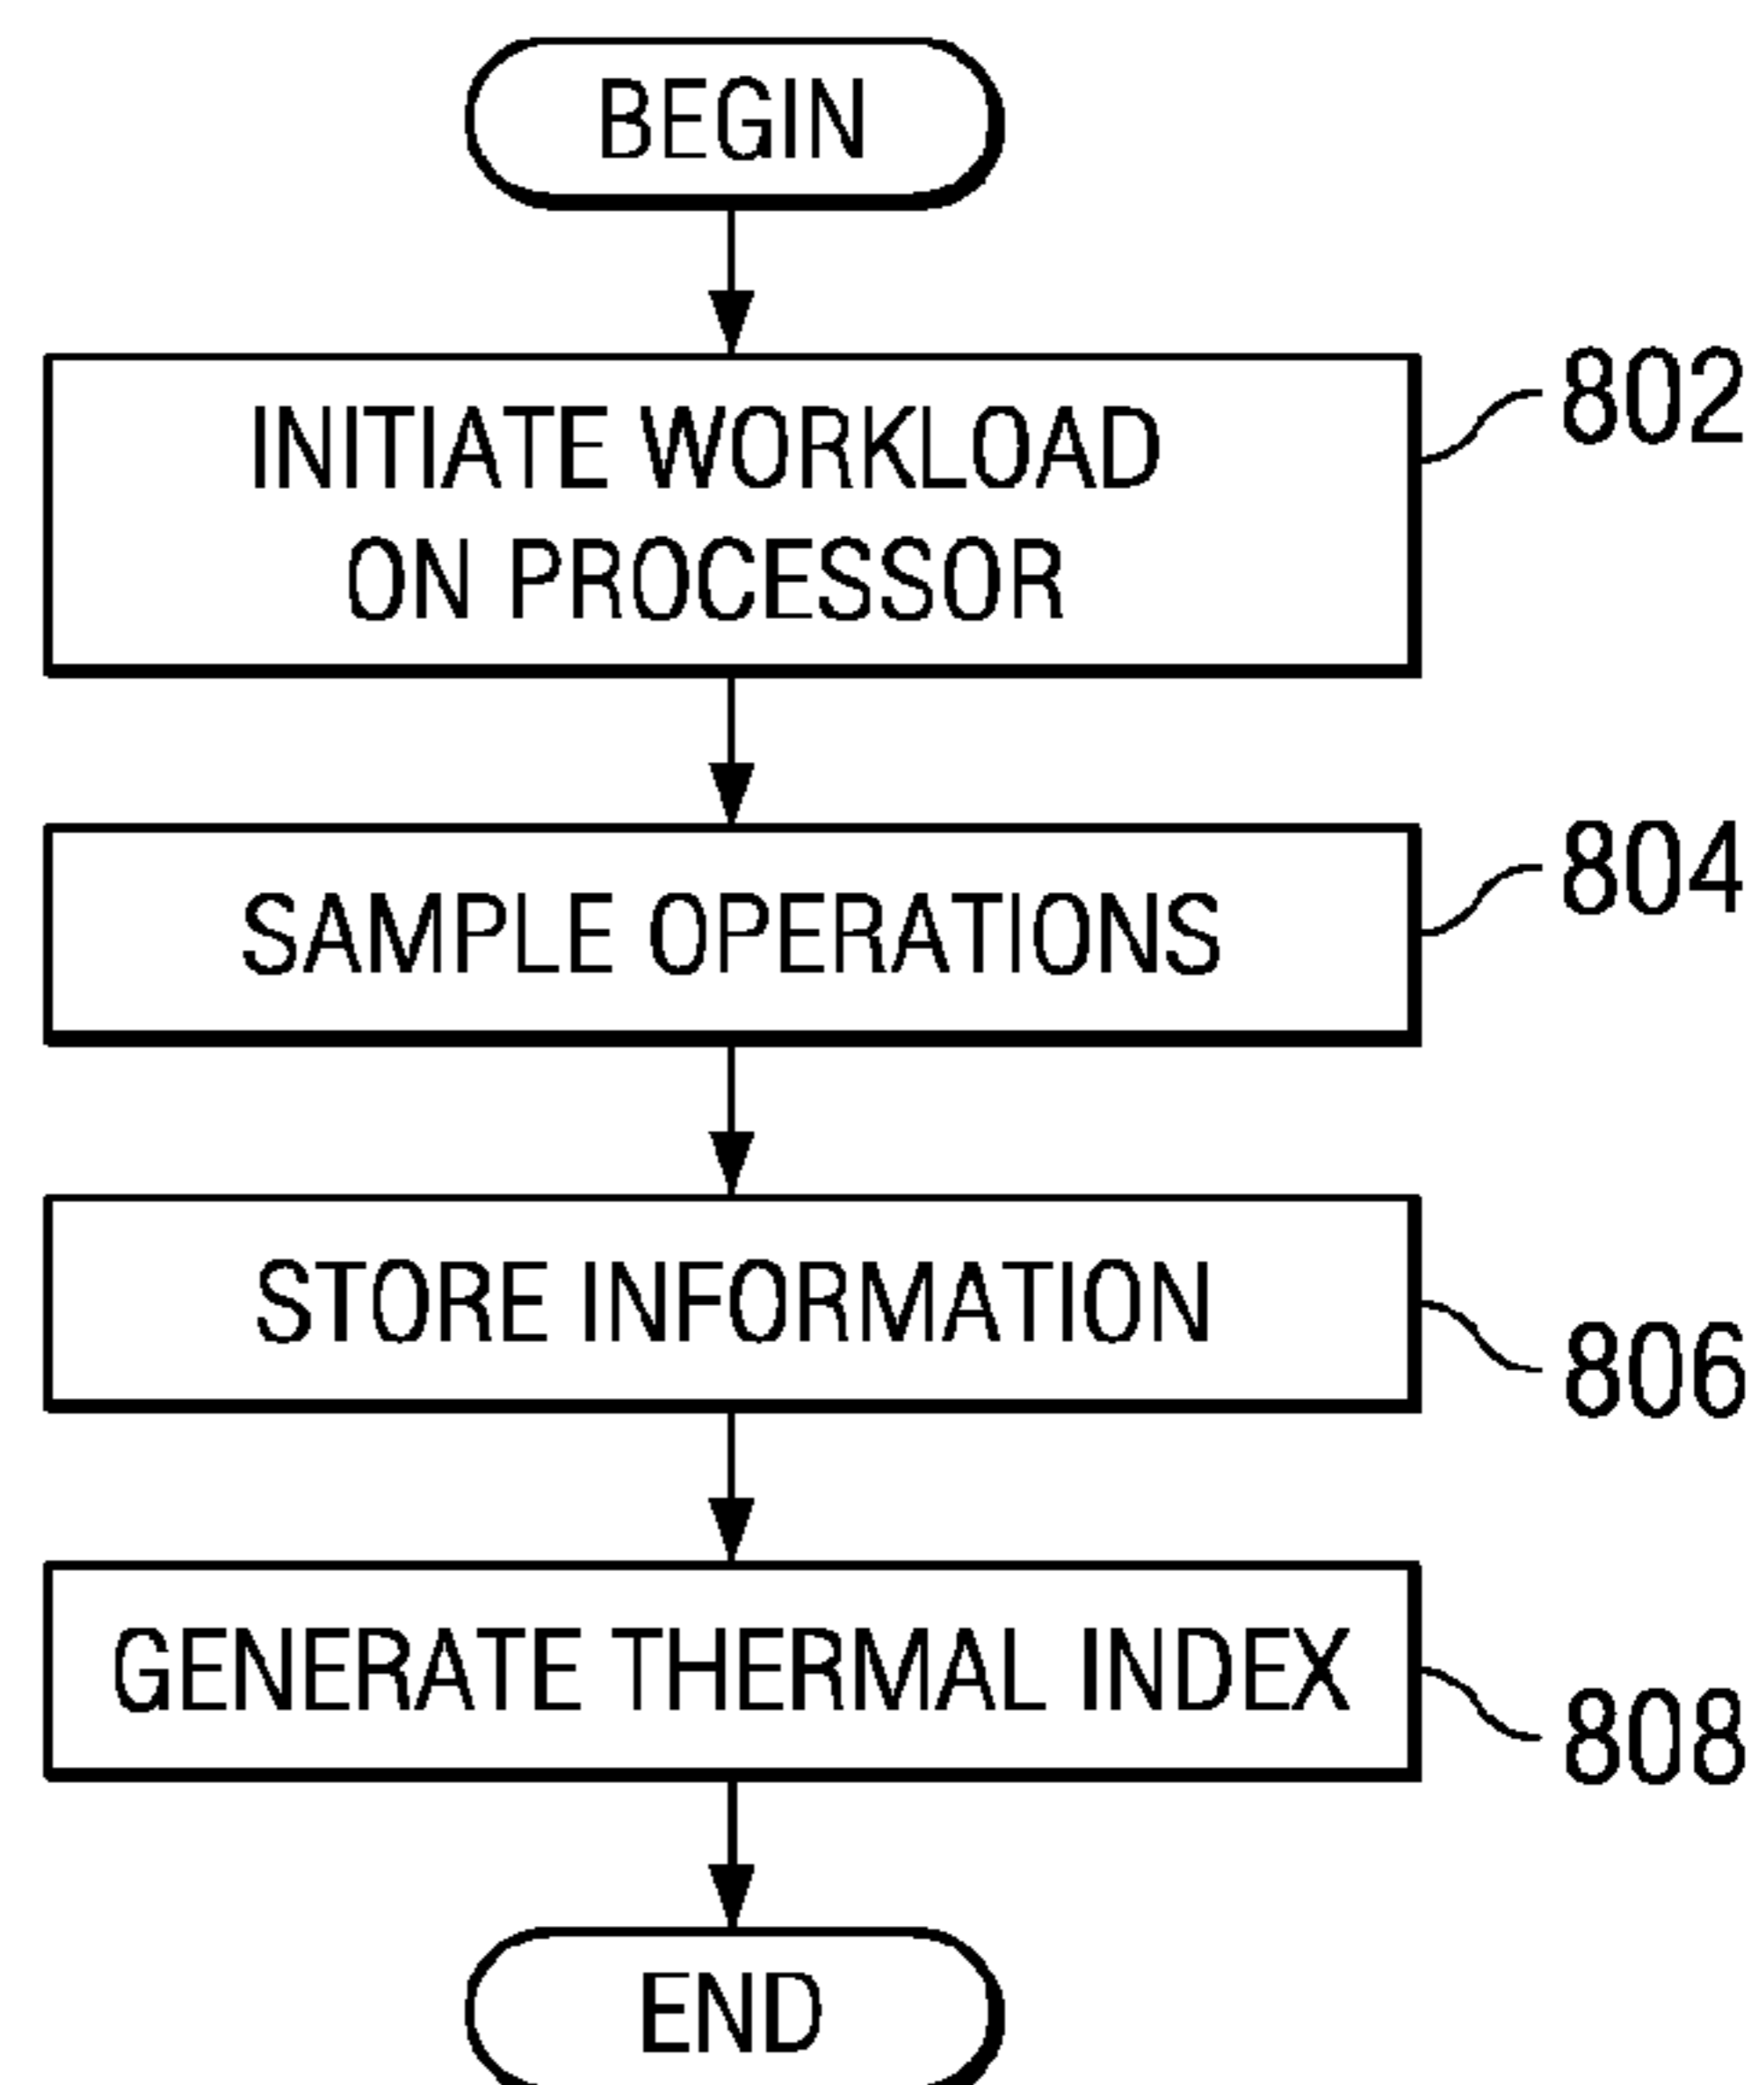 BEGIN
INITIATE WORKLOAD
ON PROCESSOR
802
SAMPLE OPERATIONS
804
STORE INFORMATION
806
GENERATE THERMAL INDEX
808
END